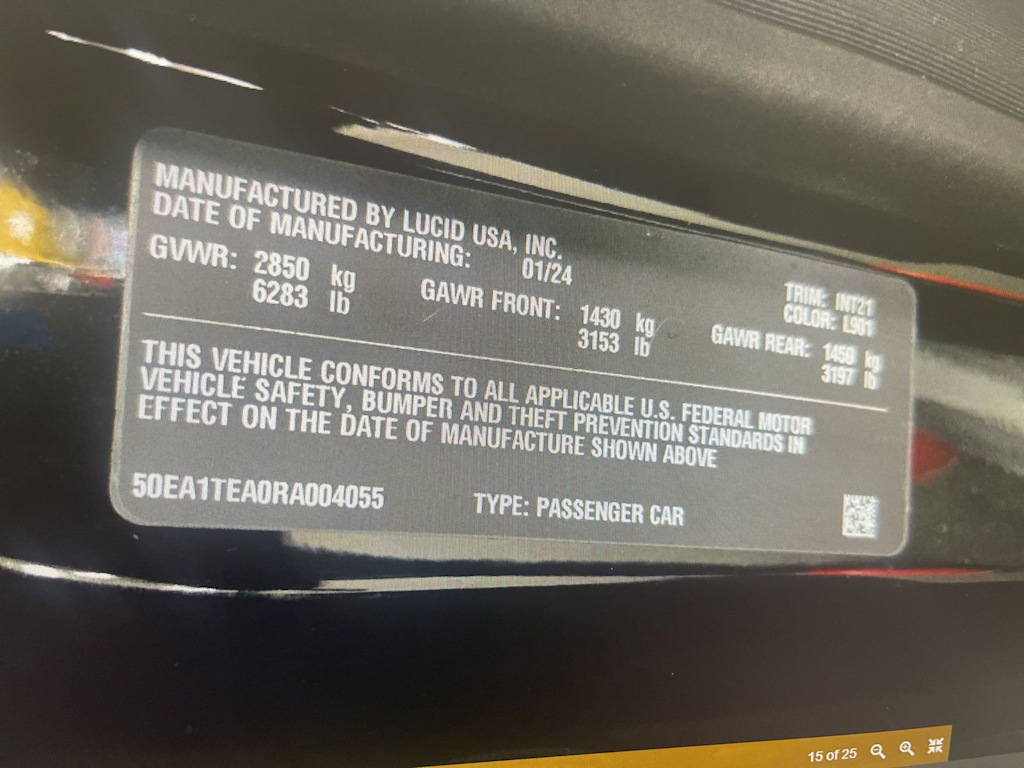 MANUFACTURED BY LUCID USA, INC.
DATE OF MANUFACTURING: 01/24
TRIM: INT21
COLOR: L901
GVWR: 2850 kg
6283 lb
GAWR FRONT: 1430 kg
3153 lb
GAWR REAR: 1450 kg
3197 lb
THIS VEHICLE CONFORMS TO ALL APPLICABLE U.S. FEDERAL MOTOR
VEHICLE SAFETY, BUMPER AND THEFT PREVENTION STANDARDS IN
EFFECT ON THE DATE OF MANUFACTURE SHOWN ABOVE
50EA1TEA0RA004055 TYPE: PASSENGER CAR
15 of 25